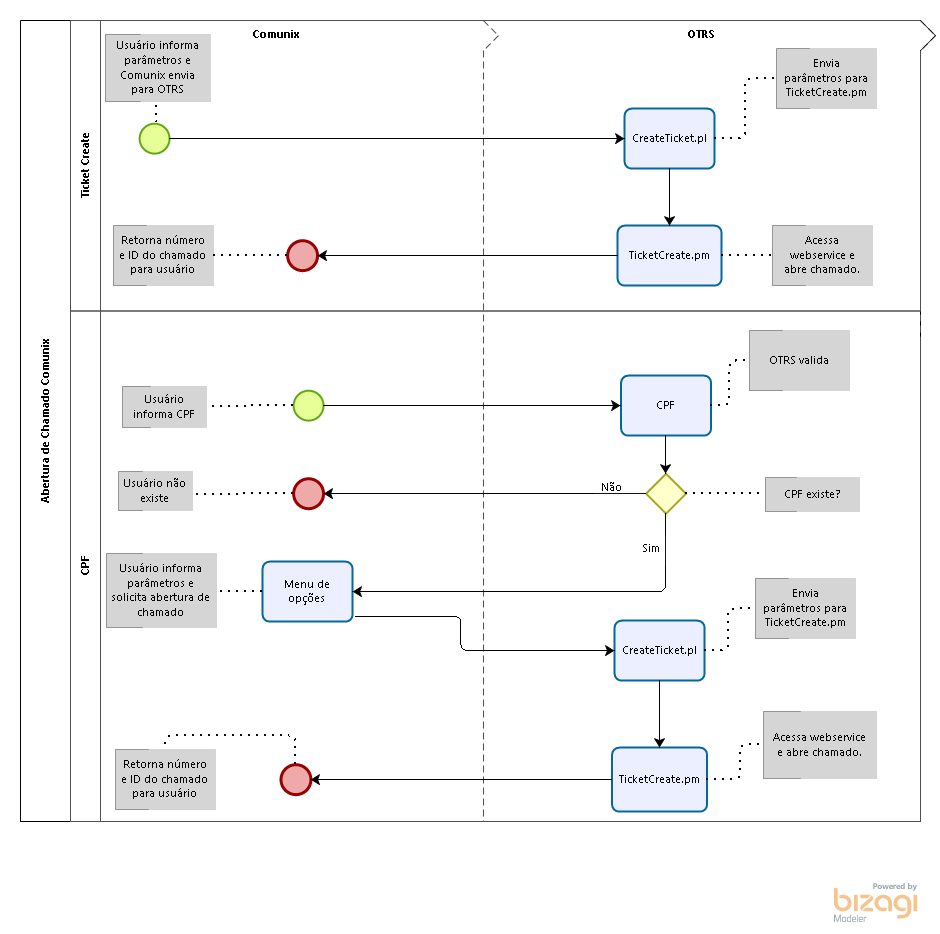 Comunix
OTRS
Abertura de Chamado Comunix
Ticket Create
Usuário informa
parâmetros e
Comunix envia
para OTRS
Envia
parâmetros para
TicketCreate.pm
CreateTicket.pl
Retorna número
e ID do chamado
para usuário
TicketCreate.pm
Acessa
webservice e
abre chamado.
CPF
OTRS valida
Usuário
informa CPF
CPF
Usuário não
existe
Não
CPF existe?
Sim
Usuário informa
parâmetros e
solicita abertura de
chamado
Menu de
opções
Envia
parâmetros para
TicketCreate.pm
CreateTicket.pl
Acessa webservice
e abre chamado.
Retorna número
e ID do chamado
para usuário
TicketCreate.pm
Powered by
bizagi
Modeler